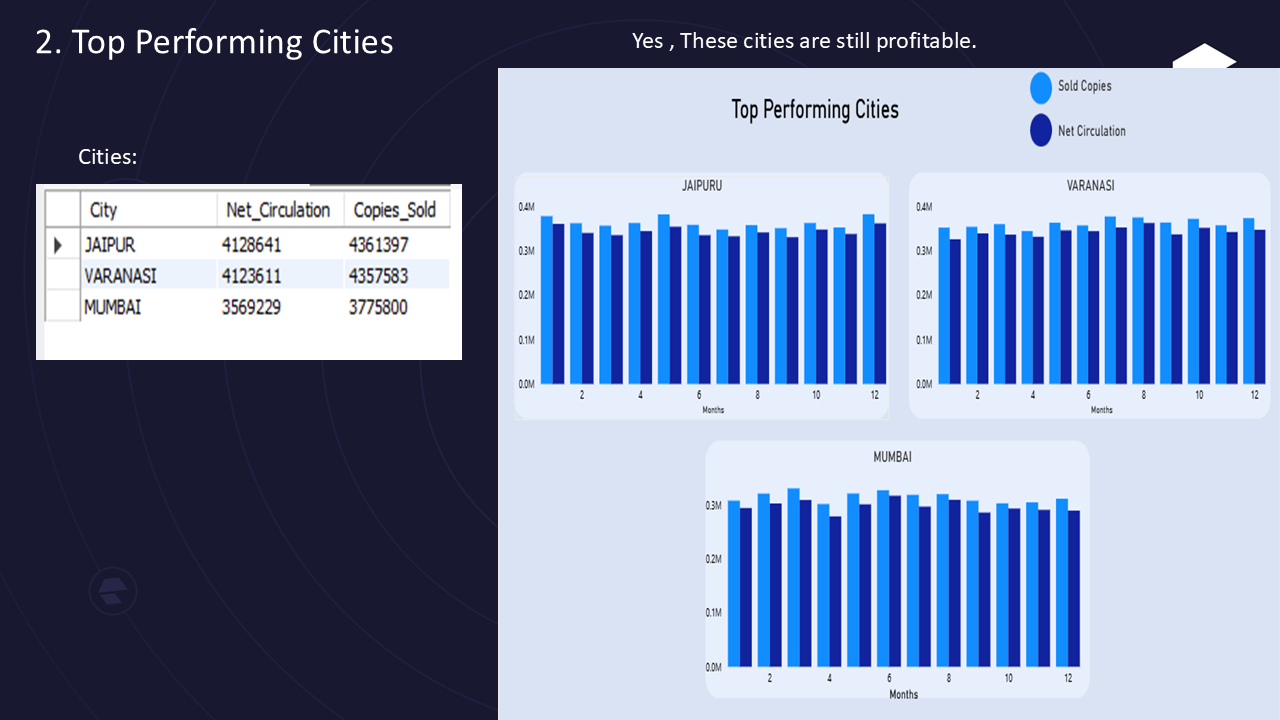 2. Top Performing Cities
Yes , These cities are still profitable.
Cities:
City Net_Circulation Copies_Sold
JAIPUR 4128641 4361397
VARANASI 4123611 4357583
MUMBAI 3569229 3775800
Top Performing Cities
Sold Copies
Net Circulation
JAIPURU
0.4M
0.3M
0.2M
0.1M
0.0M
2 4 6 8 10 12
Months
VARANASI
0.4M
0.3M
0.2M
0.1M
0.0M
2 4 6 8 10 12
Months
MUMBAI
0.3M
0.2M
0.1M
0.0M
2 4 6 8 10 12
Months